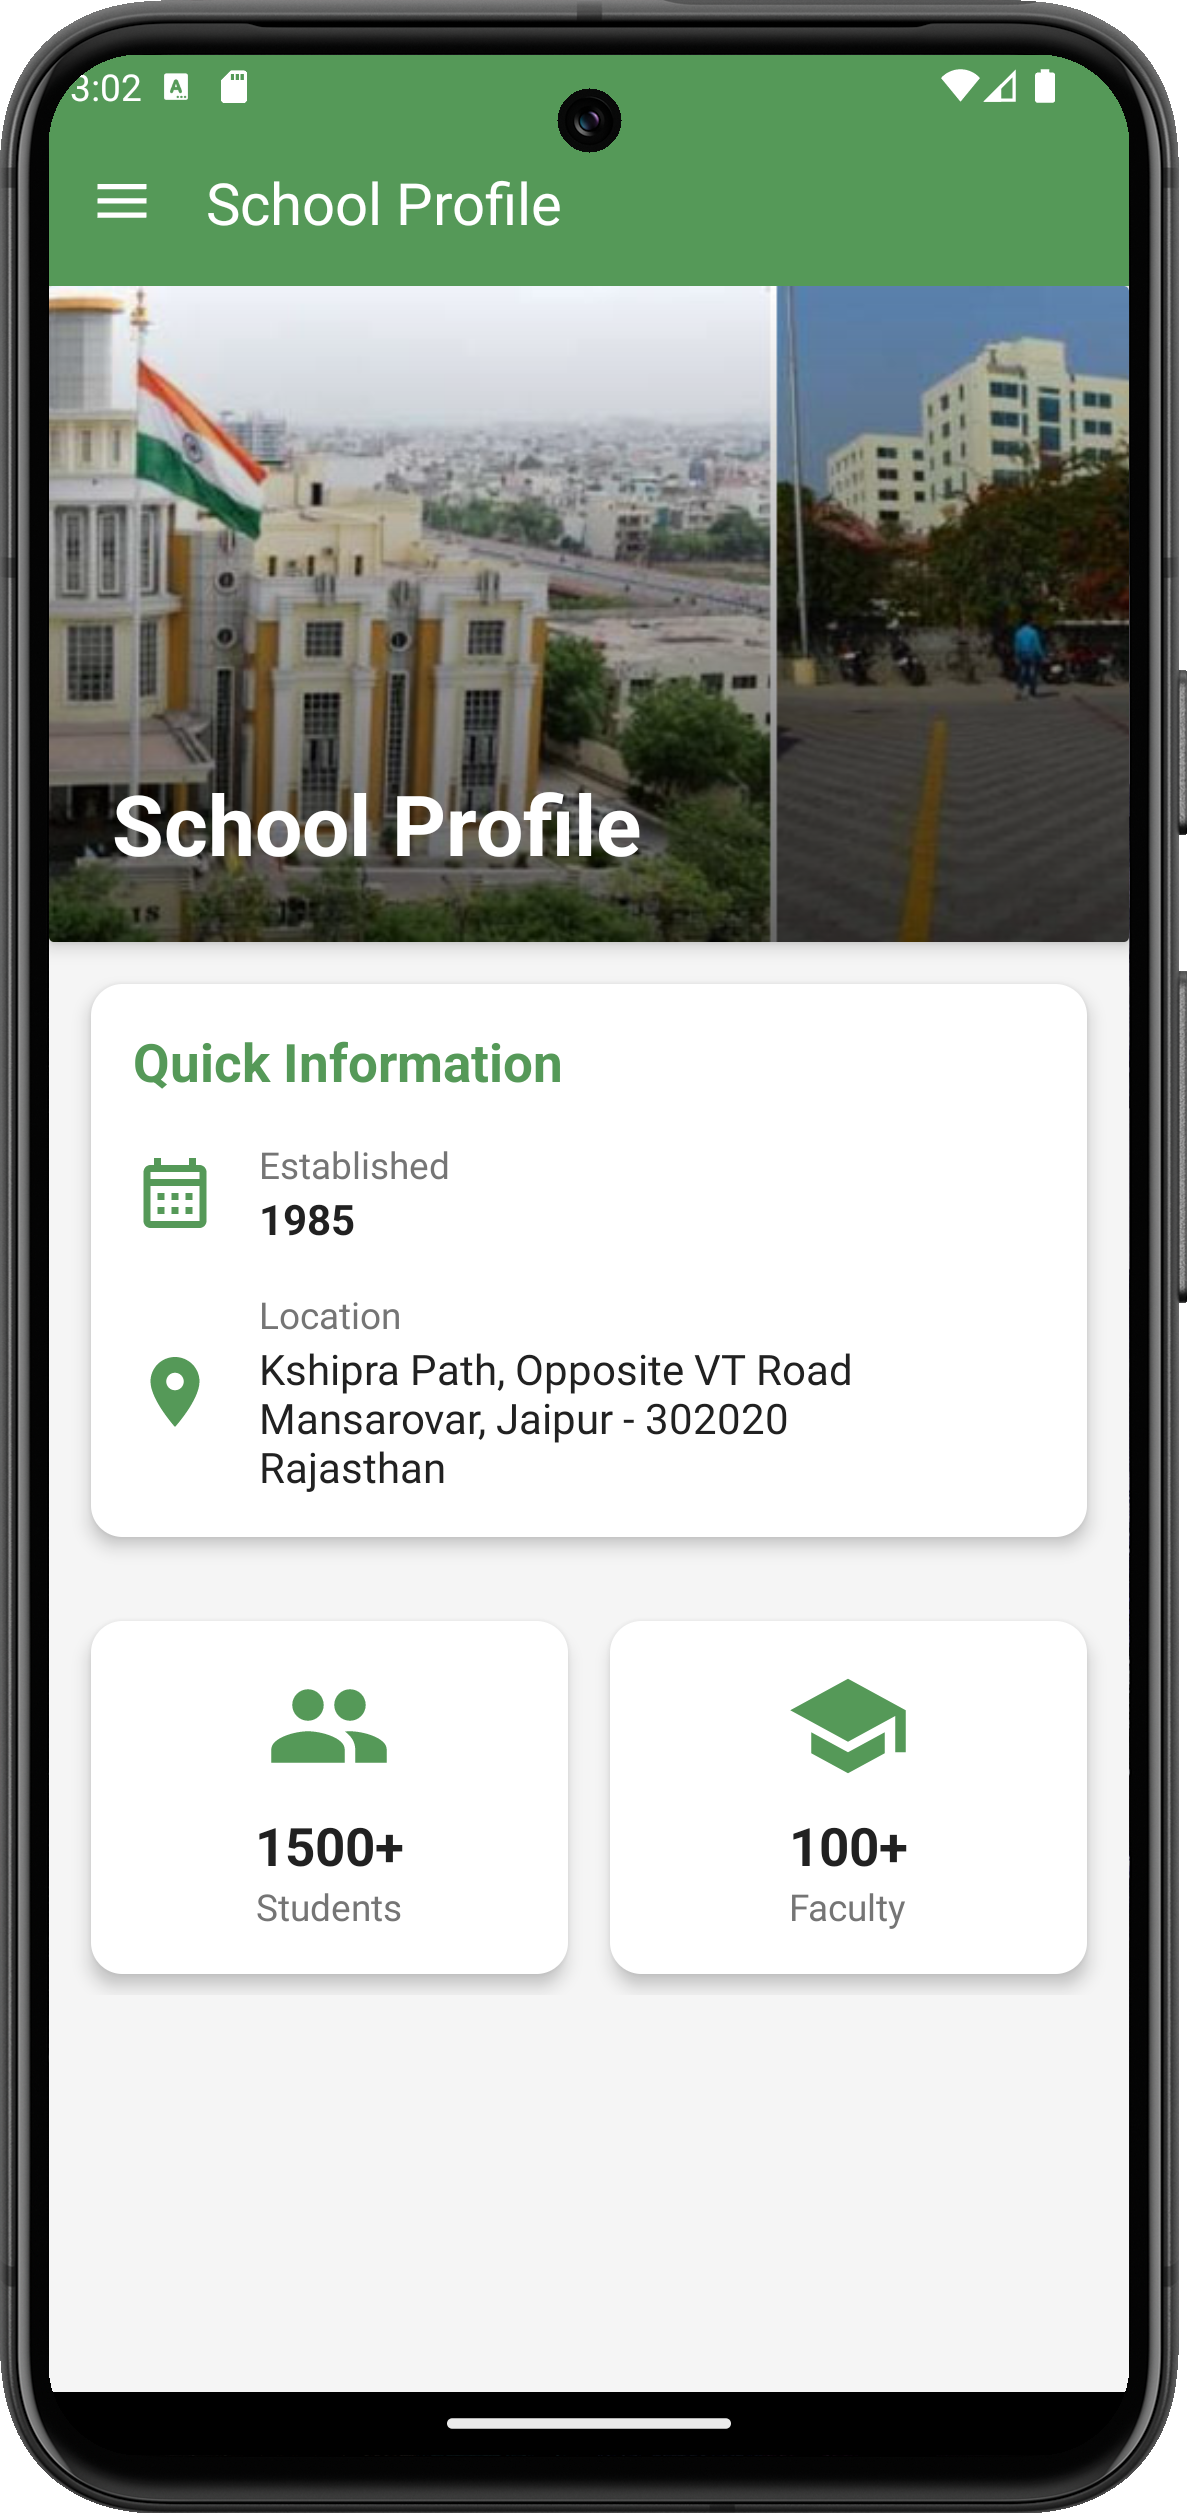 3:02
School Profile
School Profile
Quick Information
Established
1985
Location
Kshipra Path, Opposite VT Road
Mansarovar, Jaipur - 302020
Rajasthan
1500+
Students
100+
Faculty